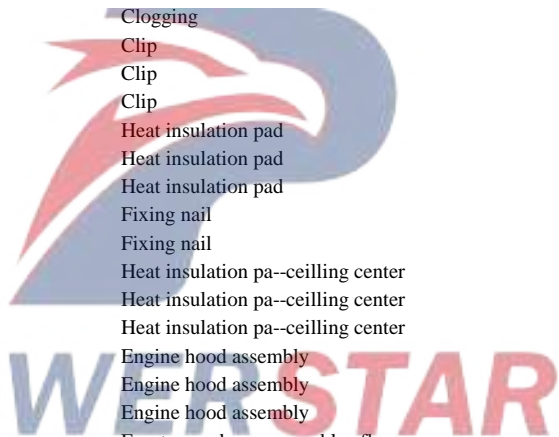 Clogging
Clip
Clip
Clip
Heat insulation pad
Heat insulation pad
Heat insulation pad
Fixing nail
Fixing nail
Heat insulation pa--ceilling center
Heat insulation pa--ceilling center
Heat insulation pa--ceilling center
Engine hood assembly
Engine hood assembly
Engine hood assembly
WERSTAR